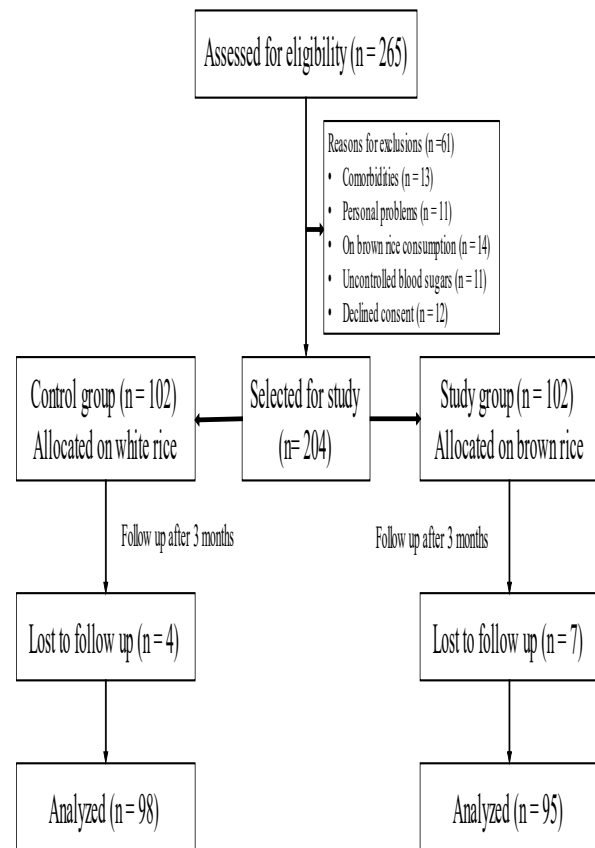 Assessed for eligibility (n = 265)
Reasons for exclusions (n =61)
• Comorbidities (n = 13)
• Personal problems (n = 11)
• On brown rice consumption (n = 14)
• Uncontrolled blood sugars (n = 11)
• Declined consent (n = 12)
Control group (n = 102)
Allocated on white rice
Selected for study
(n= 204)
Study group (n = 102)
Allocated on brown rice
Follow up after 3 months
Follow up after 3 months
Lost to follow up (n = 4)
Lost to follow up (n = 7)
Analyzed (n = 98)
Analyzed (n = 95)